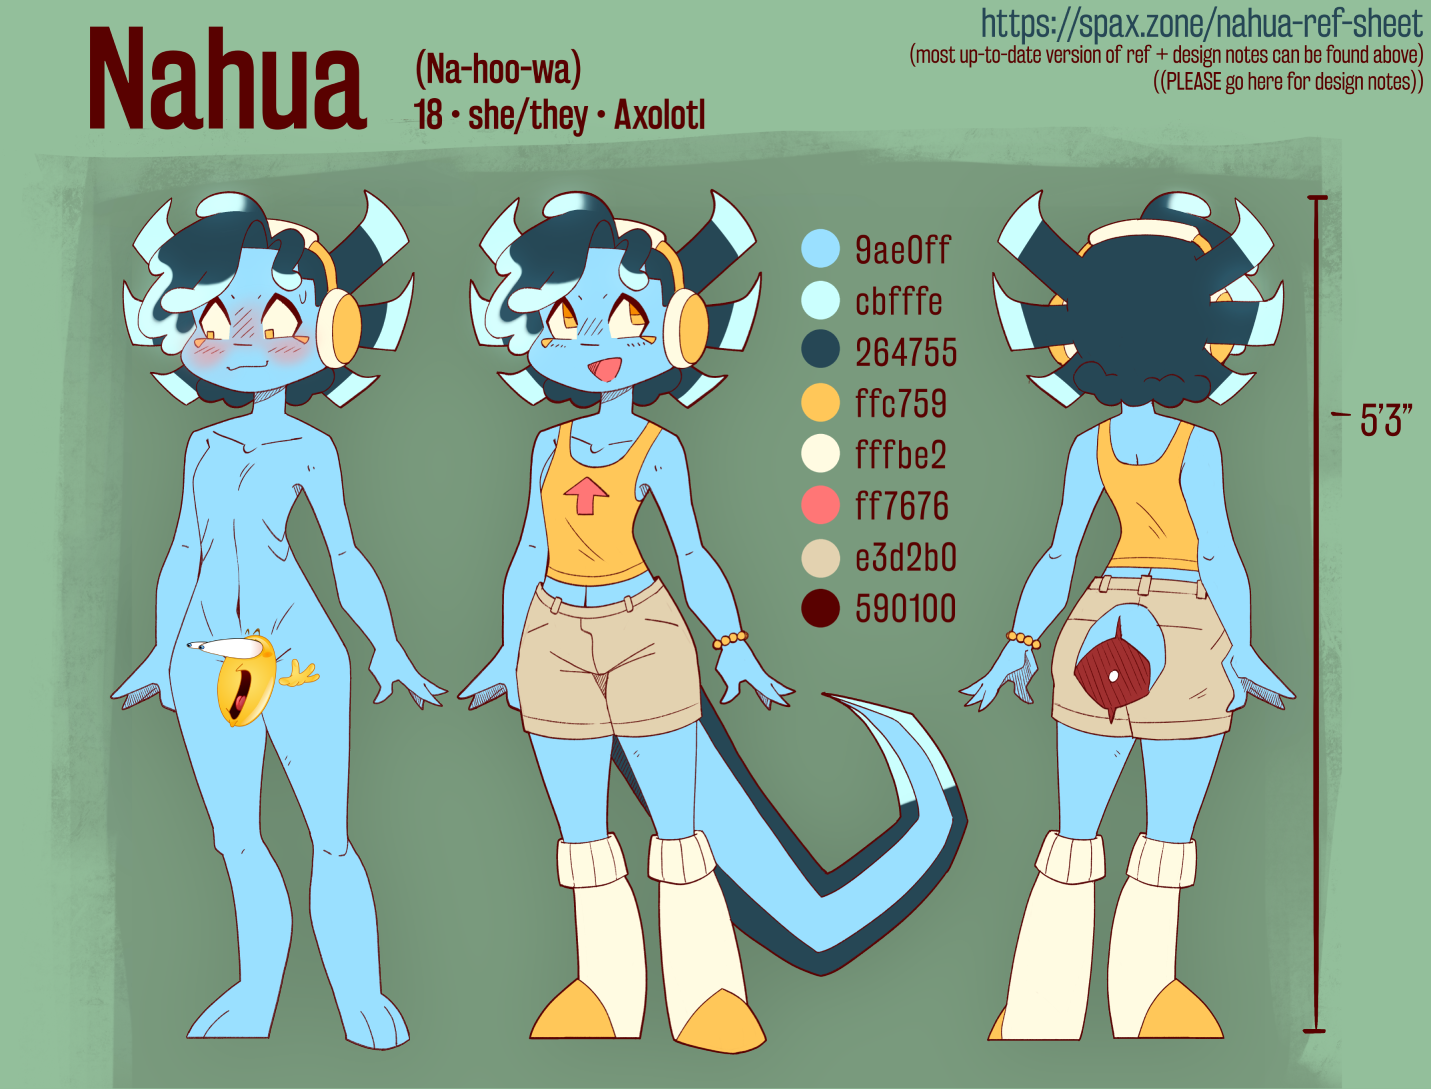 Nahua
(Na-hoo-wa)
18 • she/they • Axolotl
https://spax.zone/nahua-ref-sheet
(most up-to-date version of ref + design notes can be found above)
((PLEASE go here for design notes))
9ae0ff
cbfffe
264755
ffc759
fffbe2
ff7676
e3d2b0
590100
5'3”